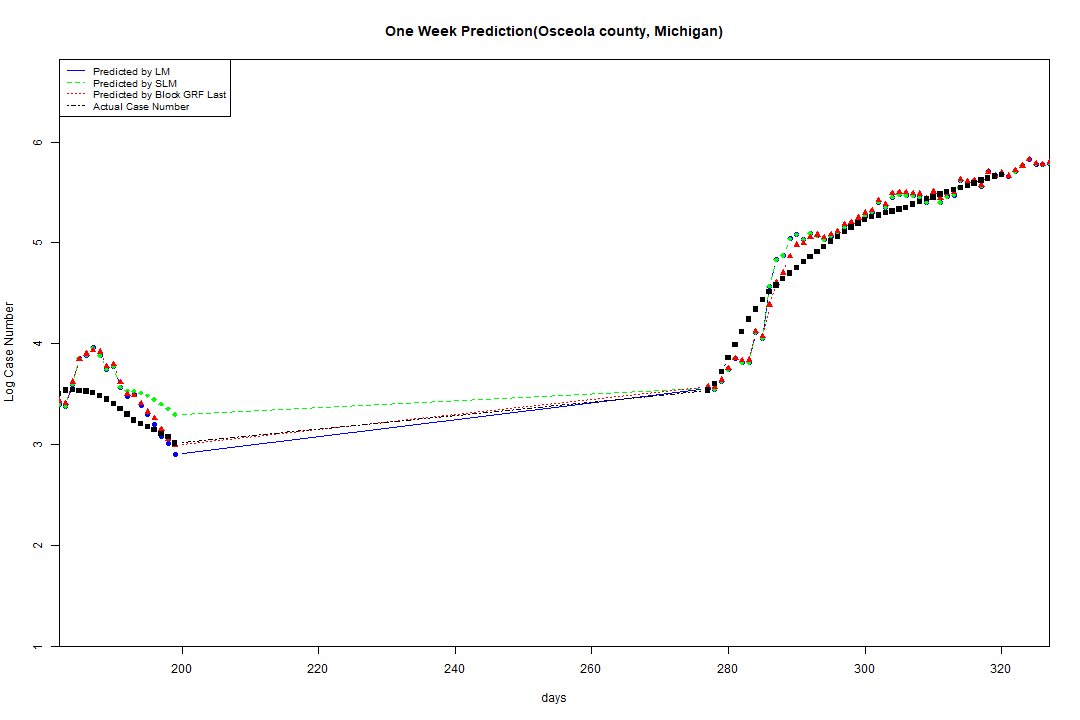 One Week Prediction(Osceola county, Michigan)
Predicted by LM
Predicted by SLM
Predicted by Block GRF Last
Actual Case Number
6
5
4
3
2
1
Log Case Number
200 220 240 260 280 300 320
days